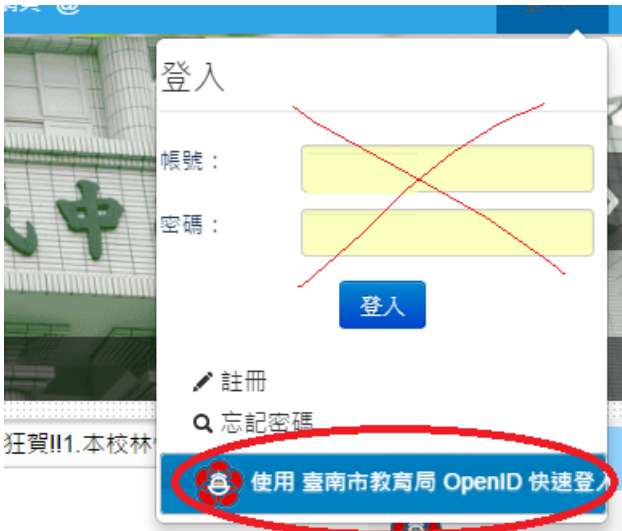 登入
帳號：
密碼：
登入
註冊
忘記密碼
狂賀!!1.本校林
使用 臺南市教育局 OpenID 快速登入
中